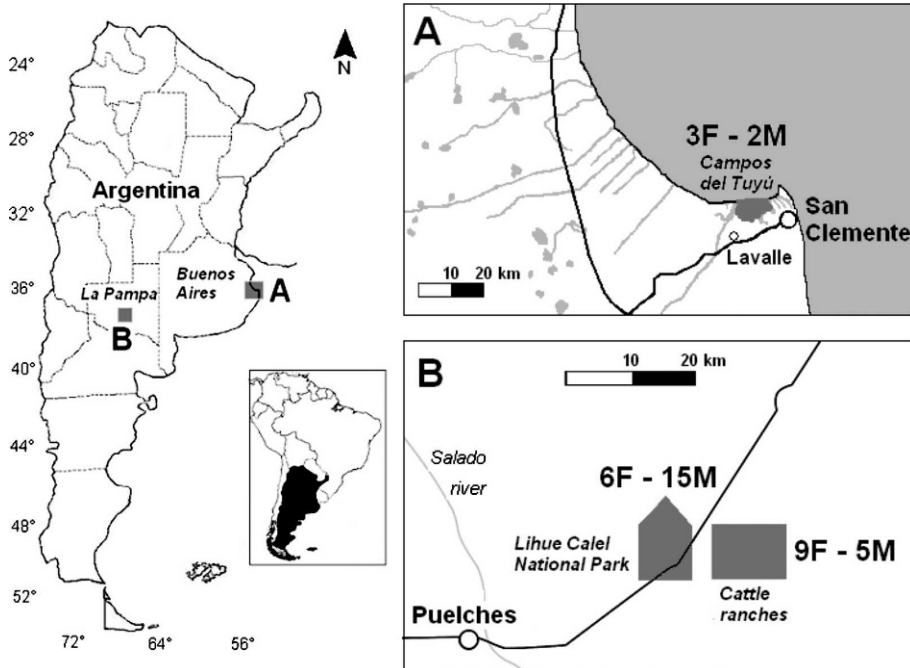 24°
28°
32°
36°
40°
44°
48°
52°
72°
64°
56°
N
Argentina
La Pampa
Buenos
Aires
A
B
A
3F - 2M
Campos
del Tuyú
San
Clemente
Lavalle
10 20 km
B
10 20 km
Salado
river
6F - 15M
Lihue Calel
National Park
9F - 5M
Cattle
ranches
Puelches